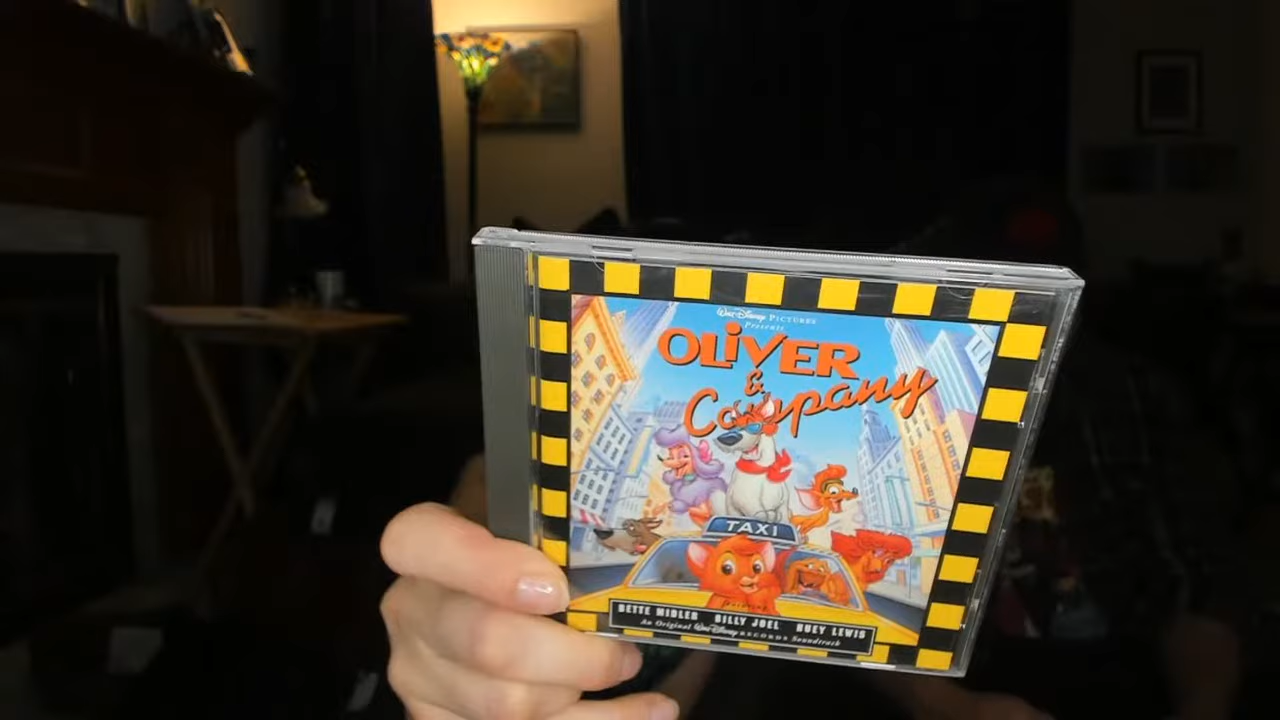 Walt Disney PICTURES
Presents
OLiVER
&
Company
TAXI
featuring
BETTE MIDLER BILLY JOEL HUEY LEWIS
An Original Walt Disney RECORDS Soundtrack